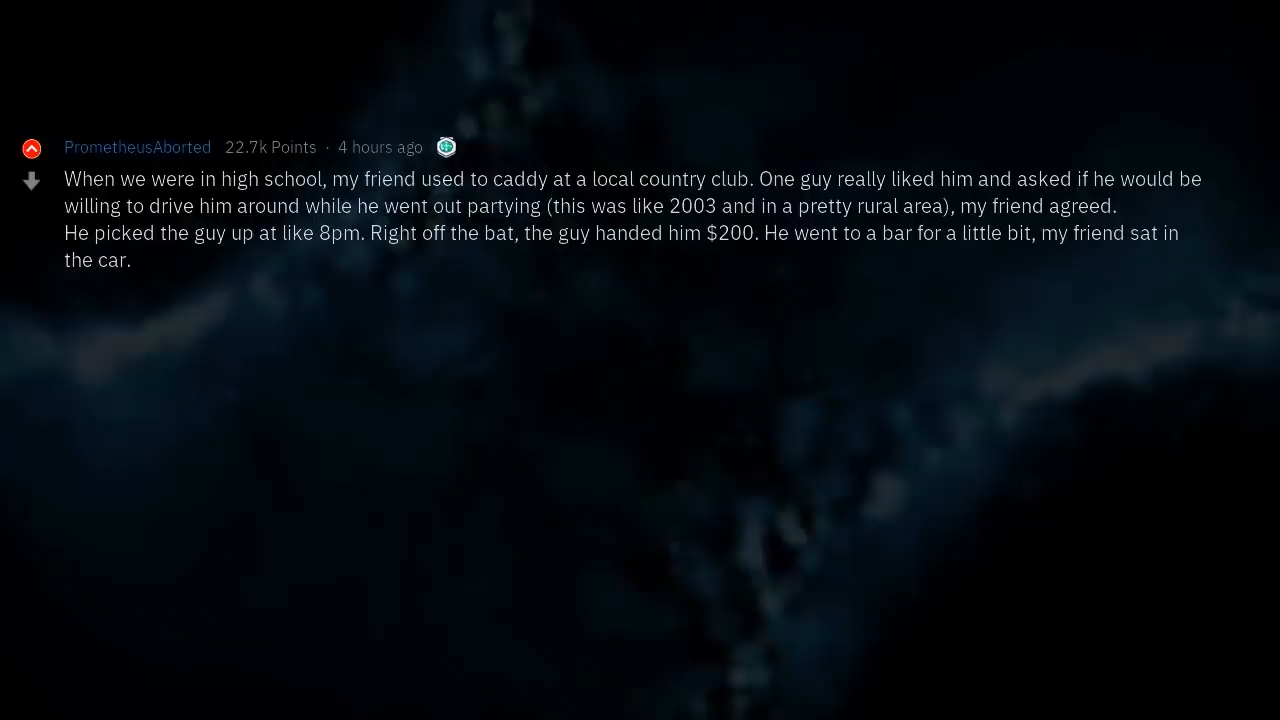 PrometheusAborted 22.7k Points · 4 hours ago
When we were in high school, my friend used to caddy at a local country club. One guy really liked him and asked if he would be
willing to drive him around while he went out partying (this was like 2003 and in a pretty rural area), my friend agreed.
He picked the guy up at like 8pm. Right off the bat, the guy handed him $200. He went to a bar for a little bit, my friend sat in
the car.